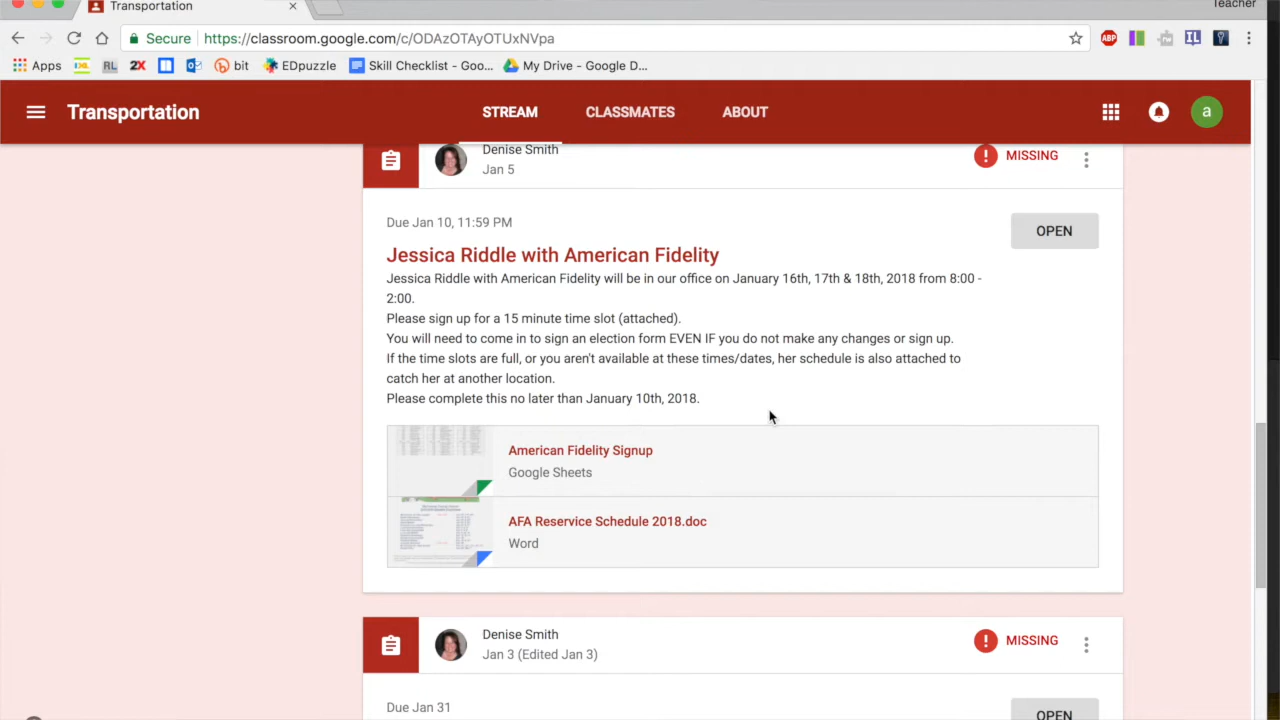 Transportation
Teacher
Secure https://classroom.google.com/c/ODAzOTAyOTUxNVpa
ABP
IL
Apps
RL
2X
bit
EDpuzzle
Skill Checklist - Goo...
My Drive - Google D...
Transportation
STREAM
CLASSMATES
ABOUT
a
Denise Smith
Jan 5
MISSING
Due Jan 10, 11:59 PM
OPEN
Jessica Riddle with American Fidelity
Jessica Riddle with American Fidelity will be in our office on January 16th, 17th & 18th, 2018 from 8:00 -
2:00.
Please sign up for a 15 minute time slot (attached).
You will need to come in to sign an election form EVEN IF you do not make any changes or sign up.
If the time slots are full, or you aren't available at these times/dates, her schedule is also attached to
catch her at another location.
Please complete this no later than January 10th, 2018.
American Fidelity Signup
Google Sheets
AFA Reservice Schedule 2018.doc
Word
Denise Smith
Jan 3 (Edited Jan 3)
MISSING
Due Jan 31
OPEN